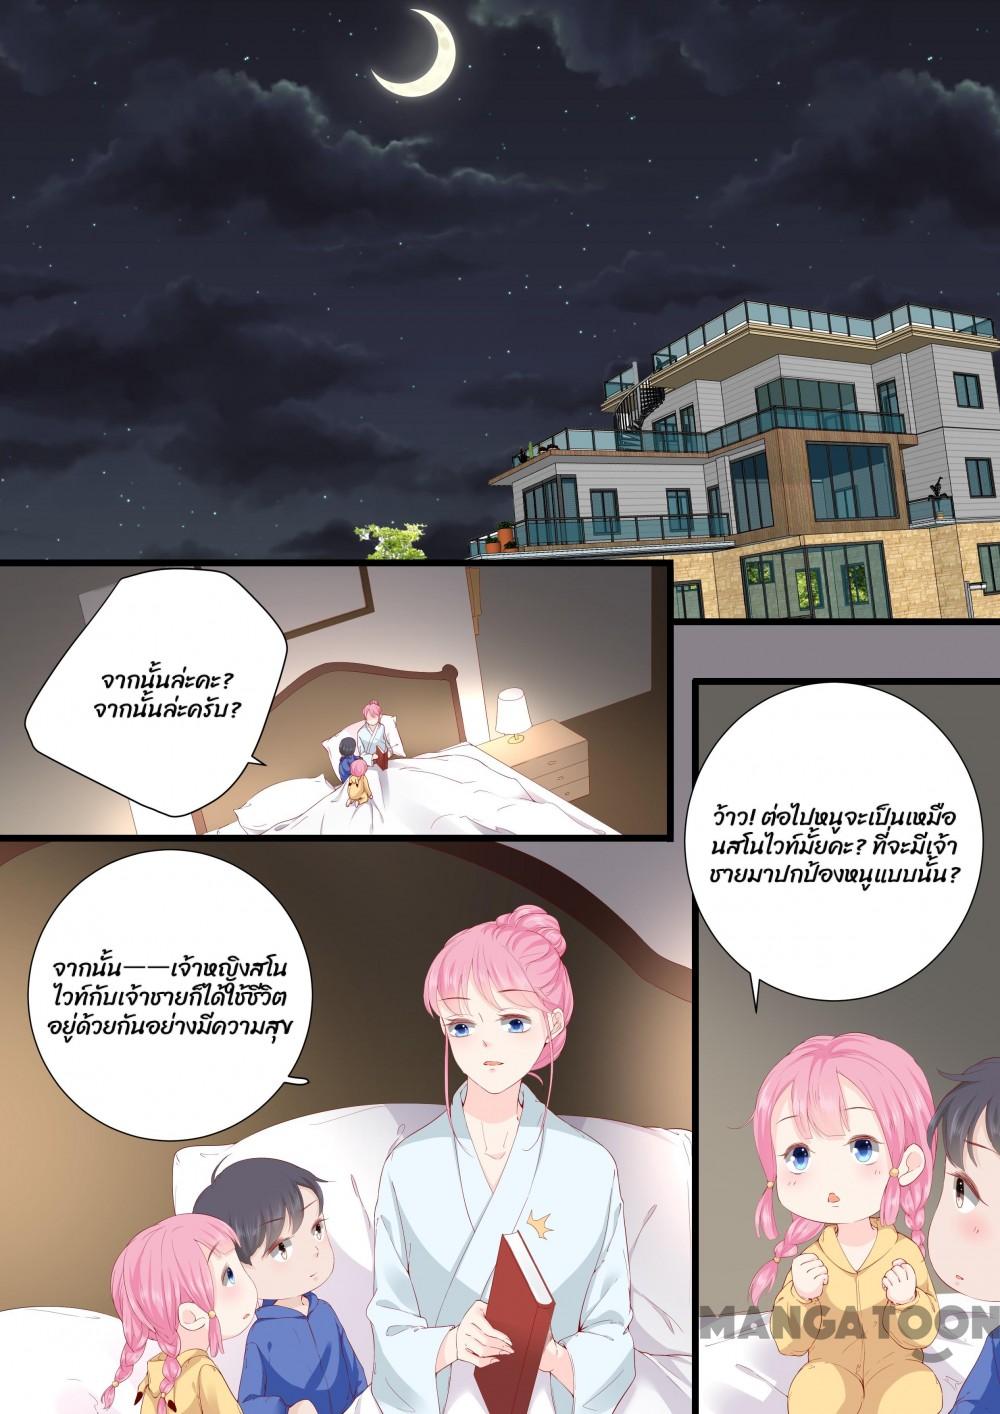 จากนั้นล่ะคะ?
จากนั้นล่ะครับ?
ว้าว! ต่อไปหนูจะเป็นเหมือ
นสโนไวท์มั้ยคะ? ที่จะมีเจ้า
ชายมาปกป้องหนูแบบนั้น?
จากนั้น——เจ้าหญิงสโน
ไวท์กับเจ้าชายก็ได้ใช้ชีวิต
อยู่ด้วยกันอย่างมีความสุข
MANGATOON